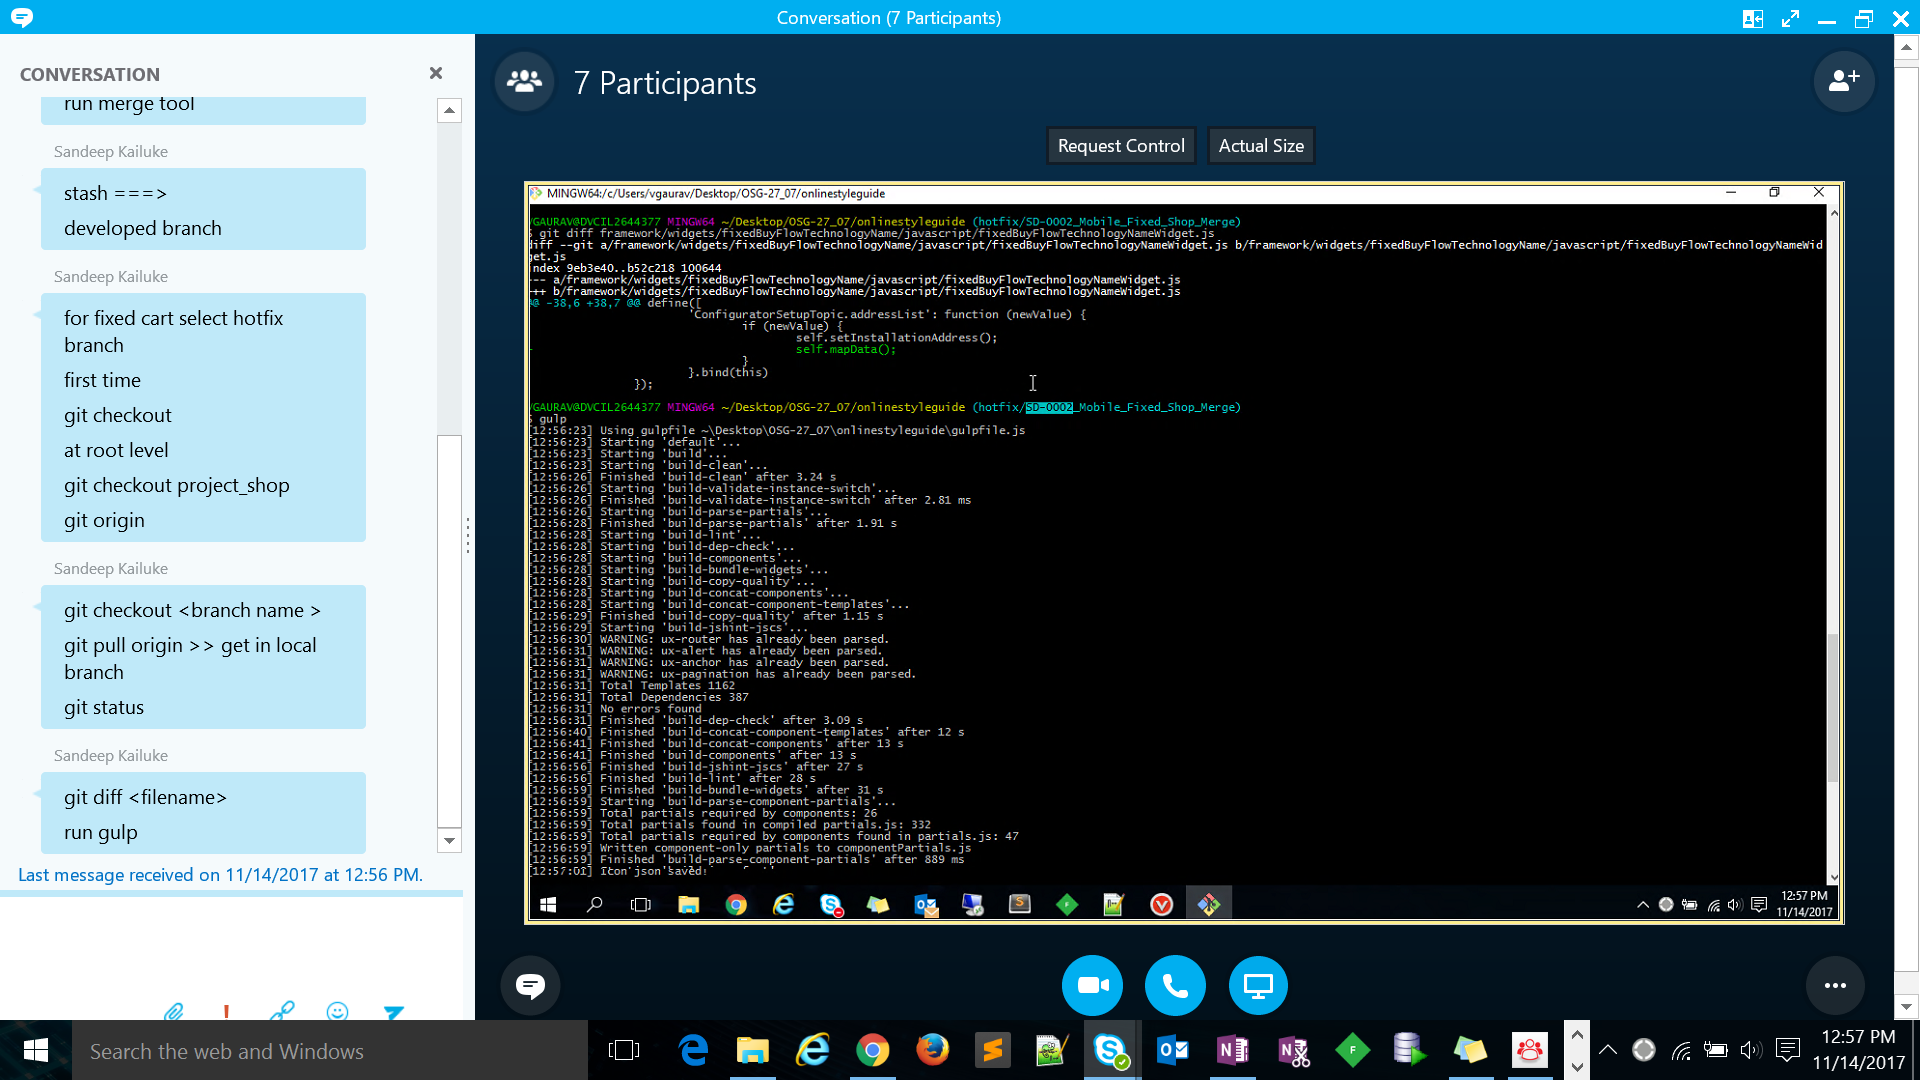 Conversation (7 Participants)
CONVERSATION
run merge tool
Sandeep Kailuke
stash ===>
developed branch
Sandeep Kailuke
for fixed cart select hotfix
branch
first time
git checkout
at root level
git checkout project_shop
git origin
Sandeep Kailuke
git checkout <branch name >
git pull origin >> get in local
branch
git status
Sandeep Kailuke
git diff <filename>
run gulp
Last message received on 11/14/2017 at 12:56 PM.
7 Participants
Request Control
Actual Size
MINGW64:/c/Users/vgaurav/Desktop/OSG-27_07/onlinestyleguide
VGAURAV@DVCIL2644377 MINGW64 ~/Desktop/OSG-27_07/onlinestyleguide (hotfix/SD-0002_Mobile_Fixed_Shop_Merge)
$ git diff framework/widgets/fixedBuyFlowTechnologyName/javascript/fixedBuyFlowTechnologyNameWidget.js
diff --git a/framework/widgets/fixedBuyFlowTechnologyName/javascript/fixedBuyFlowTechnologyNameWidget.js b/framework/widgets/fixedBuyFlowTechnologyName/javascript/fixedBuyFlowTechnologyNameWid
get.js
index 9eb3e40..b52c218 100644
--- a/framework/widgets/fixedBuyFlowTechnologyName/javascript/fixedBuyFlowTechnologyNameWidget.js
+++ b/framework/widgets/fixedBuyFlowTechnologyName/javascript/fixedBuyFlowTechnologyNameWidget.js
@@ -38,6 +38,7 @@ define([
'ConfiguratorSetupTopic.addressList': function (newValue) {
if (newValue) {
self.setInstallationAddress();
self.mapData();
}
}.bind(this)
});
VGAURAV@DVCIL2644377 MINGW64 ~/Desktop/OSG-27_07/onlinestyleguide (hotfix/SD-0002_Mobile_Fixed_Shop_Merge)
$ gulp
[12:56:23] Using gulpfile ~\Desktop\OSG-27_07\onlinestyleguide\gulpfile.js
[12:56:23] Starting 'default'...
[12:56:23] Starting 'build'...
[12:56:23] Starting 'build-clean'...
[12:56:26] Finished 'build-clean' after 3.24 s
[12:56:26] Starting 'build-validate-instance-switch'...
[12:56:26] Finished 'build-validate-instance-switch' after 2.81 ms
[12:56:26] Starting 'build-parse-partials'...
[12:56:28] Finished 'build-parse-partials' after 1.91 s
[12:56:28] Starting 'build-lint'...
[12:56:28] Starting 'build-dep-check'...
[12:56:28] Starting 'build-components'...
[12:56:28] Starting 'build-bundle-widgets'...
[12:56:28] Starting 'build-copy-quality'...
[12:56:28] Starting 'build-concat-components'...
[12:56:28] Starting 'build-concat-component-templates'...
[12:56:29] Finished 'build-copy-quality' after 1.15 s
[12:56:29] Starting 'build-jshint-jscs'...
[12:56:30] WARNING: ux-router has already been parsed.
[12:56:31] WARNING: ux-alert has already been parsed.
[12:56:31] WARNING: ux-anchor has already been parsed.
[12:56:31] WARNING: ux-pagination has already been parsed.
[12:56:31] Total Templates 1162
[12:56:31] Total Dependencies 387
[12:56:31] No errors found
[12:56:31] Finished 'build-dep-check' after 3.09 s
[12:56:40] Finished 'build-concat-component-templates' after 12 s
[12:56:41] Finished 'build-concat-components' after 13 s
[12:56:41] Finished 'build-components' after 13 s
[12:56:56] Finished 'build-jshint-jscs' after 27 s
[12:56:56] Finished 'build-lint' after 28 s
[12:56:59] Finished 'build-bundle-widgets' after 31 s
[12:56:59] Starting 'build-parse-component-partials'...
[12:56:59] Total partials required by components: 26
[12:56:59] Total partials found in compiled partials.js: 332
[12:56:59] Total partials required by components found in partials.js: 47
[12:56:59] Written component-only partials to componentPartials.js
[12:56:59] Finished 'build-parse-component-partials' after 889 ms
[12:57:01] Icon json saved!
12:57 PM
11/14/2017
Search the web and Windows
12:57 PM
11/14/2017